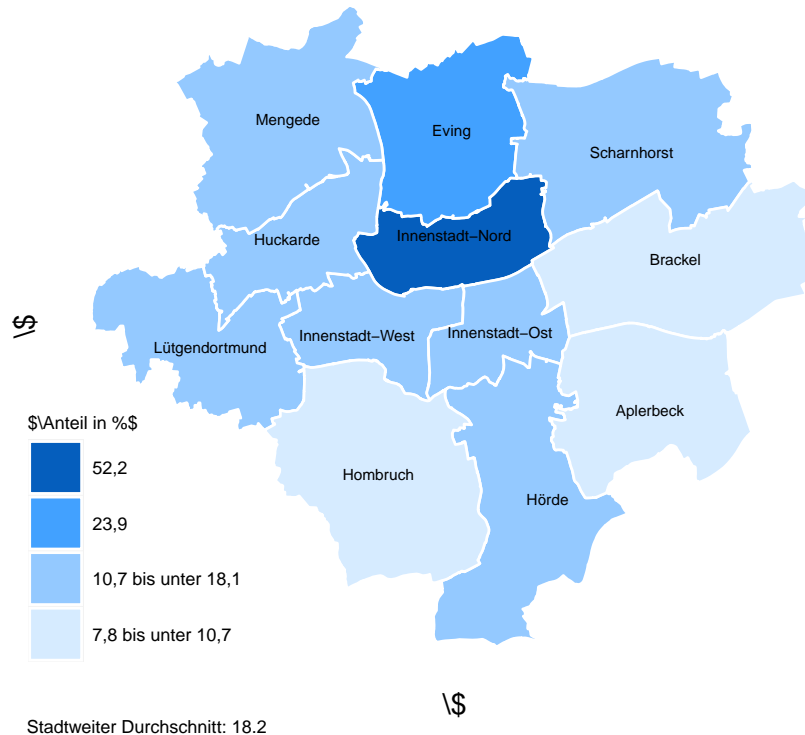 Mengede
Eving
Scharnhorst
Huckarde
Innenstadt−Nord
Brackel
\$
Lütgendortmund
Innenstadt−West
Innenstadt−Ost
Aplerbeck
$\Anteil in %$
52,2
Hombruch
Hörde
23,9
10,7 bis unter 18,1
7,8 bis unter 10,7
\$
Stadtweiter Durchschnitt: 18.2